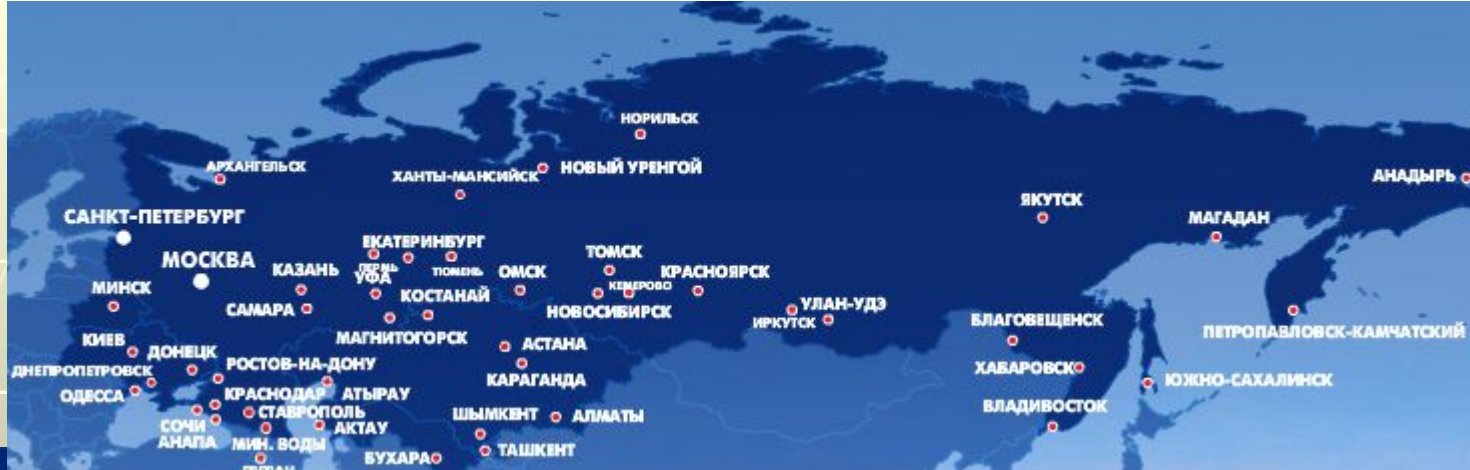 НОРИЛЬСК
АРХАНГЕЛЬСК
ХАНТЫ-МАНСИЙСК
НОВЫЙ УРЕНГОЙ
АНАДЫРЬ
ЯКУТСК
САНКТ-ПЕТЕРБУРГ
МАГАДАН
ЕКАТЕРИНБУРГ
ТОМСК
МОСКВА
КАЗАНЬ
ПЕРМЬ
ТЮМЕНЬ
ОМСК
КРАСНОЯРСК
УФА
КЕМЕРОВО
МИНСК
КОСТАНАЙ
САМАРА
НОВОСИБИРСК
УЛАН-УДЭ
ИРКУТСК
БЛАГОВЕЩЕНСК
ПЕТРОПАВЛОВСК-КАМЧАТСКИЙ
КИЕВ
МАГНИТОГОРСК
ДОНЕЦК
АСТАНА
РОСТОВ-НА-ДОНУ
ХАБАРОВСК
ДНЕПРОПЕТРОВСК
КАРАГАНДА
ЮЖНО-САХАЛИНСК
ОДЕССА
КРАСНОДАР
АТЫРАУ
ВЛАДИВОСТОК
СТАВРОПОЛЬ
ШЫМКЕНТ
АЛМАТЫ
СОЧИ
АКТАУ
АНАПА
МИН. ВОДЫ
ТАШКЕНТ
БУХАРА